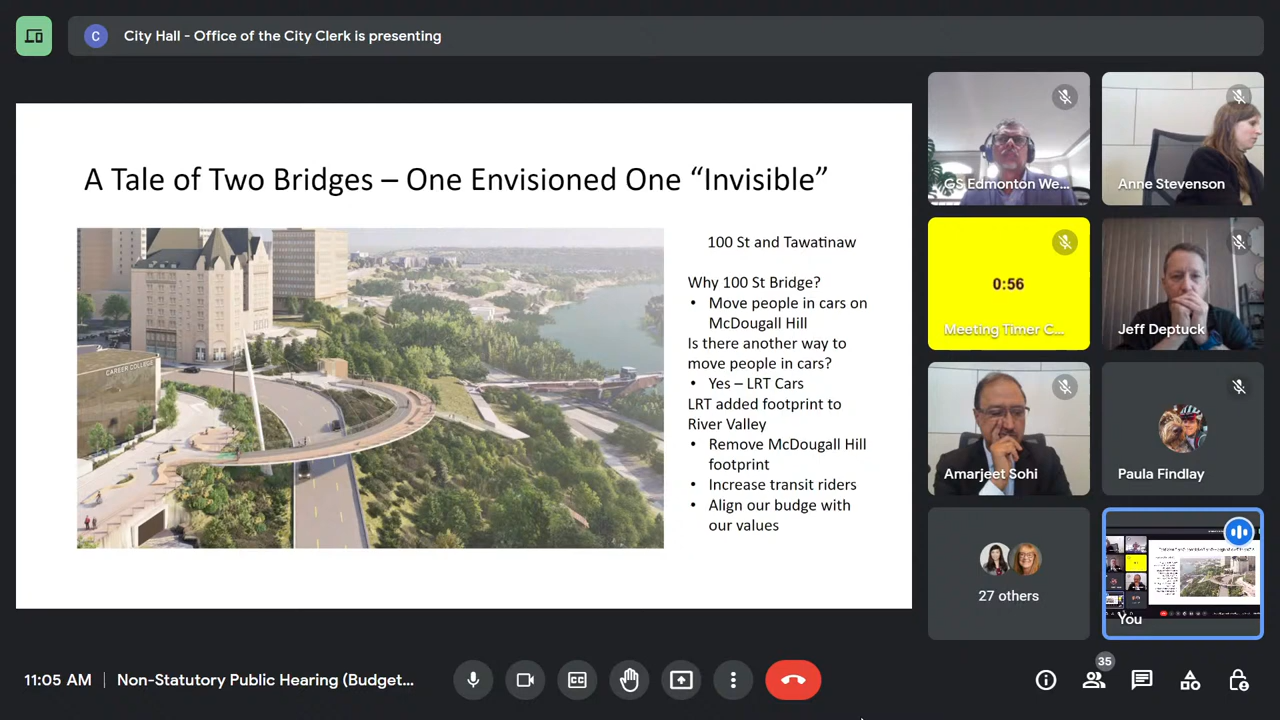 C
City Hall - Office of the City Clerk is presenting
A Tale of Two Bridges – One Envisioned One “Invisible”
CAREER COLLEGE
100 St and Tawatinaw
Why 100 St Bridge?
• Move people in cars on
McDougall Hill
Is there another way to
move people in cars?
• Yes – LRT Cars
LRT added footprint to
River Valley
• Remove McDougall Hill
footprint
• Increase transit riders
• Align our budge with
our values
GS Edmonton We...
Anne Stevenson
0:56
Meeting Timer C...
Jeff Deptuck
Amarjeet Sohi
Paula Findlay
27 others
You
11:05 AM
Non-Statutory Public Hearing (Budget...
CC
35